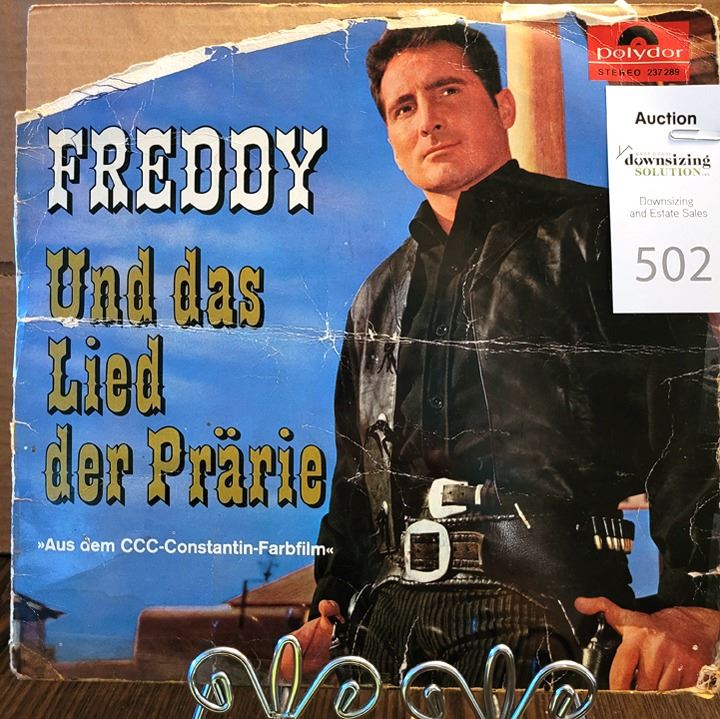 polydor
STEREO 237 289
FREDDY
Und das
Lied
der Prärie
»Aus dem CCC-Constantin-Farbfilm«
Auction
downsizing
SOLUTION
Downsizing
and Estate Sales
502